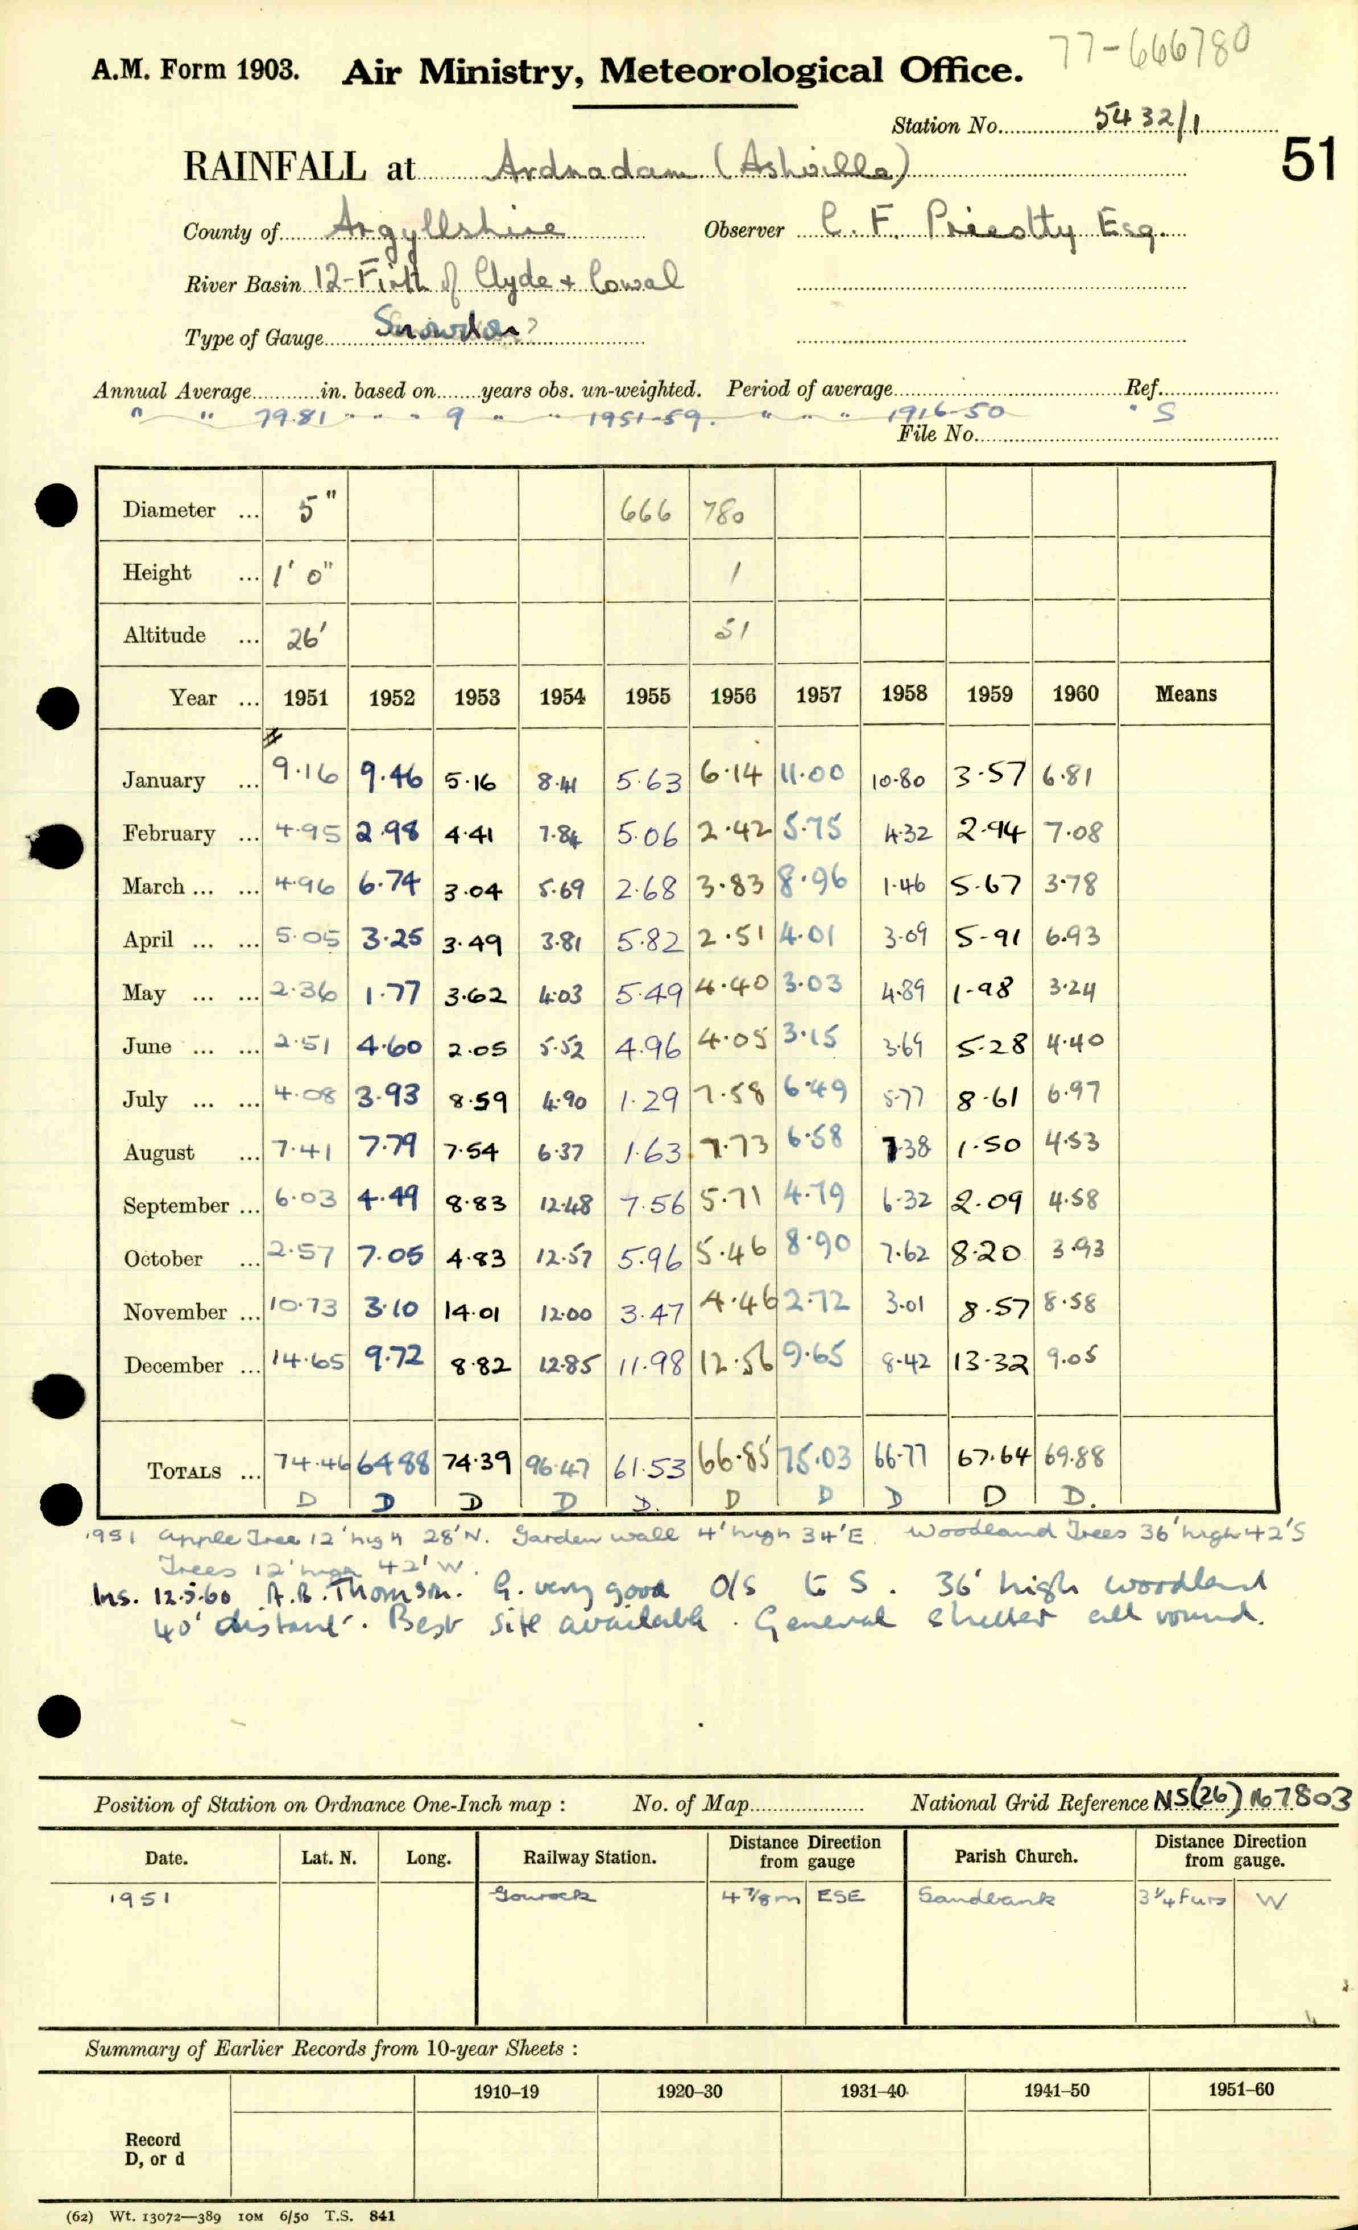 77-666780
A.M. Form 1903. Air Ministry, Meteorological Office.
Station No. 5432/1
51
RAINFALL at Ardnadam (Ashville)
County of Argyllshire Observer C. F. Priestty Esq.
River Basin 12-Firth of Clyde + Cowal
Type of Gauge Snowdon ?
Annual Average in. based on years obs. un-weighted. Period of average Ref.
" " 79.81 " " " 9 " " 1951-59. " " " 1916-50 " S
File No.
Diameter ... 5" 666 780
Height ... 1' 0" 1
Altitude ... 26' 51
Year ... 1951 1952 1953 1954 1955 1956 1957 1958 1959 1960 Means
January ... 9.16 9.46 5.16 8.41 5.63 6.14 11.00 10.80 3.57 6.81
February ... 4.95 2.98 4.41 7.84 5.06 2.42 5.75 4.32 2.94 7.08
March ... ... 4.96 6.74 3.04 5.69 2.68 3.83 8.96 1.46 5.67 3.78
April ... ... 5.05 3.25 3.49 3.81 5.82 2.51 4.01 3.09 5.91 6.93
May ... ... 2.36 1.77 3.62 4.03 5.49 4.40 3.03 4.89 1.98 3.24
June ... ... 2.51 4.60 2.05 5.52 4.96 4.05 3.15 3.69 5.28 4.40
July ... ... 4.08 3.93 8.59 4.90 1.29 7.58 6.49 5.77 8.61 6.97
August ... 7.41 7.79 7.54 6.37 1.63 7.73 6.58 7.38 1.50 4.53
September ... 6.03 4.49 8.83 12.48 7.56 5.71 4.79 6.32 2.09 4.58
October ... 2.57 7.05 4.83 12.57 5.96 5.46 8.90 7.62 8.20 3.93
November ... 10.73 3.10 14.01 12.00 3.47 4.46 2.72 3.01 8.57 8.58
December ... 14.65 9.72 8.82 12.85 11.98 12.56 9.65 8.42 13.32 9.05
TOTALS ... 74.46 64.88 74.39 96.47 61.53 66.85 75.03 66.77 67.64 69.88
D D D D D. D D D D D.
1951 Apple Tree 12' high 28' N. Garden wall 4' high 34' E. Woodland Trees 36' high 42' S
Trees 12' high 42' W.
Ins. 12.5.60 A.B. Thomson. G. very good O/S to S. 36' high woodland
40' distant. Best site available. General shelter all round.
Position of Station on Ordnance One-Inch map : No. of Map National Grid Reference NS(26)167803
Date. Lat. N. Long. Railway Station. Distance from Direction gauge Parish Church. Distance from Direction gauge.
1951 Gourock 4 7/8 m ESE Sandbank 3 1/4 furs W
Summary of Earlier Records from 10-year Sheets :
1910–19 1920–30 1931–40 1941–50 1951–60
Record
D, or d
(62) Wt. 13072—389 10M 6/50 T.S. 841